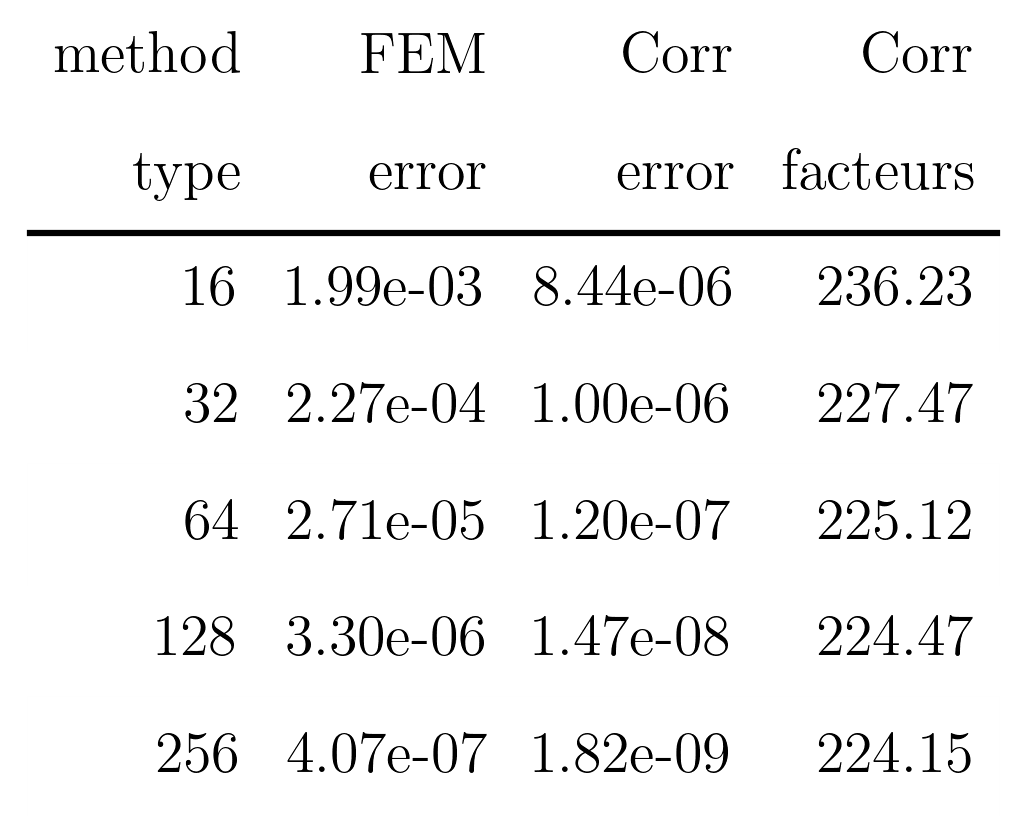 method FEM Corr Corr
type error error facteurs
16 1.99e-03 8.44e-06 236.23
32 2.27e-04 1.00e-06 227.47
64 2.71e-05 1.20e-07 225.12
128 3.30e-06 1.47e-08 224.47
256 4.07e-07 1.82e-09 224.15